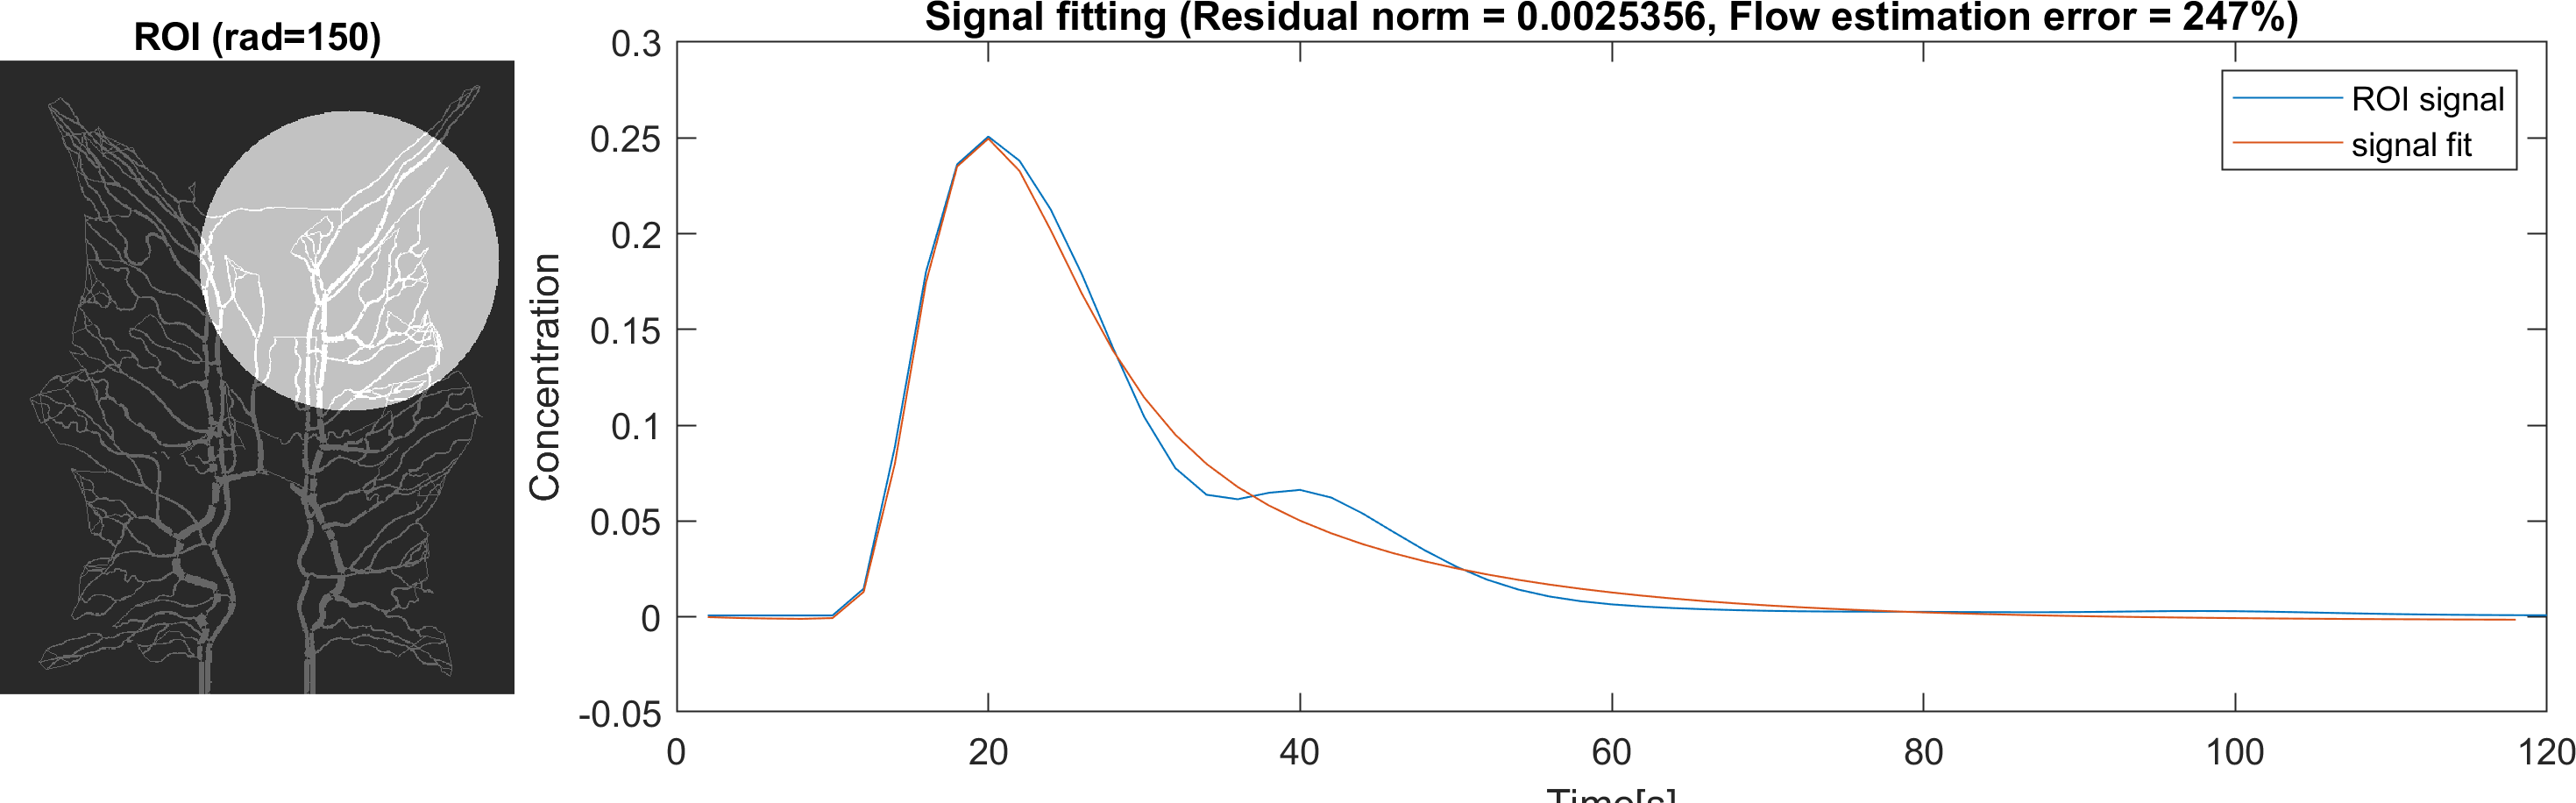 ROI (rad=150)
Signal fitting (Residual norm = 0.0025356, Flow estimation error = 247%)
0.3
0.25
0.2
0.15
0.1
0.05
0
-0.05
Concentration
ROI signal
signal fit
0 20 40 60 80 100 120
Time[s]